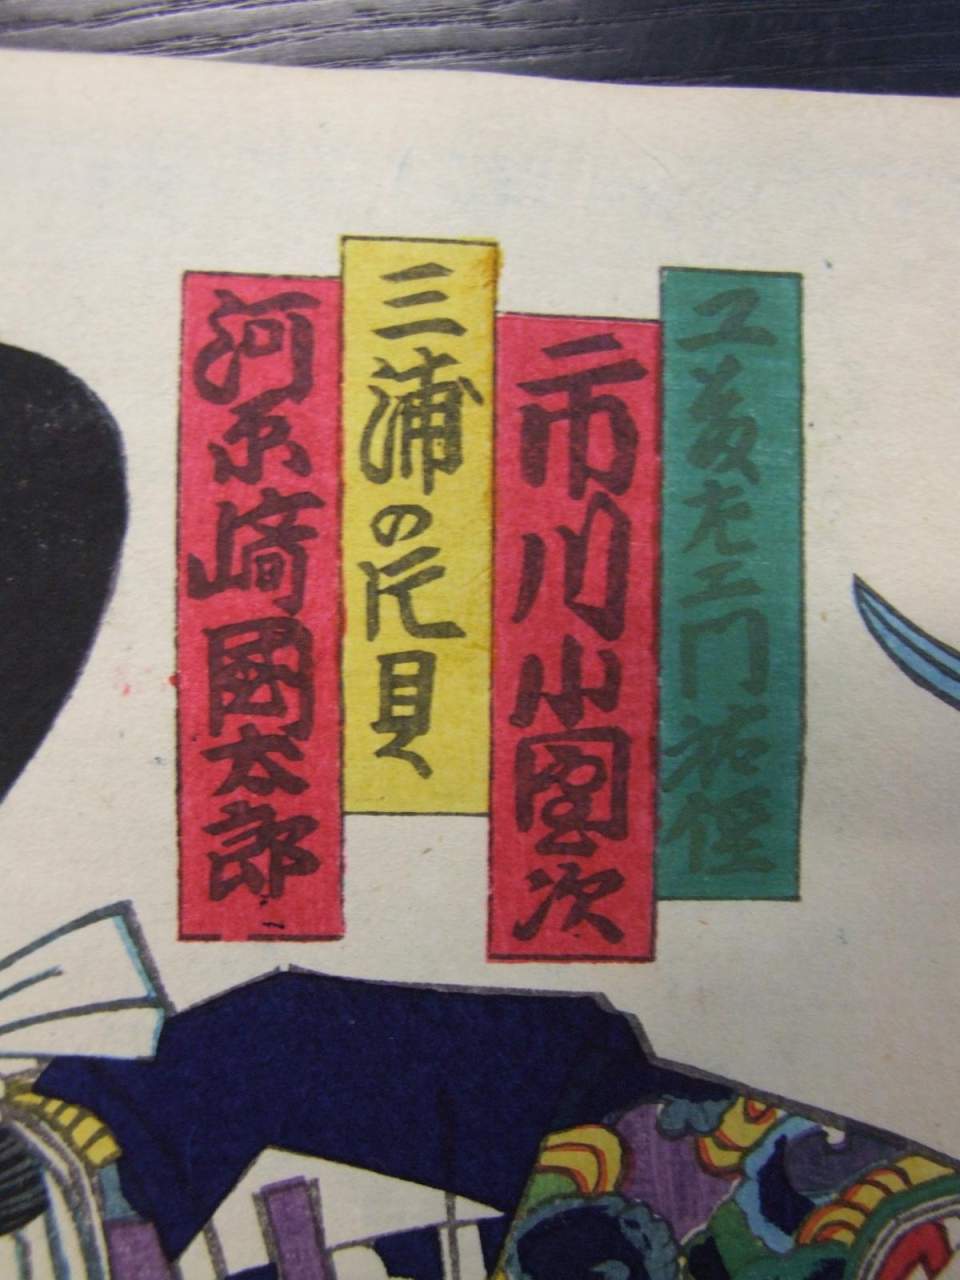 工藤左エ門祐径
市川小團次
三浦の片貝
河原崎國太郎